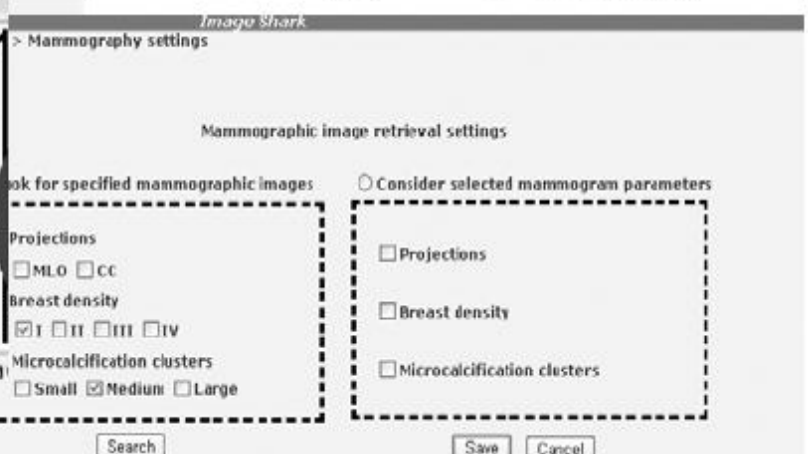 Image Shark
> Mammography settings
Mammographic image retrieval settings
ok for specified mammographic images
Consider selected mammogram parameters
Projections
MLO CC
Breast density
I II III IV
Microcalcification clusters
Small Medium Large
Projections
Breast density
Microcalcification clusters
Search
Save Cancel